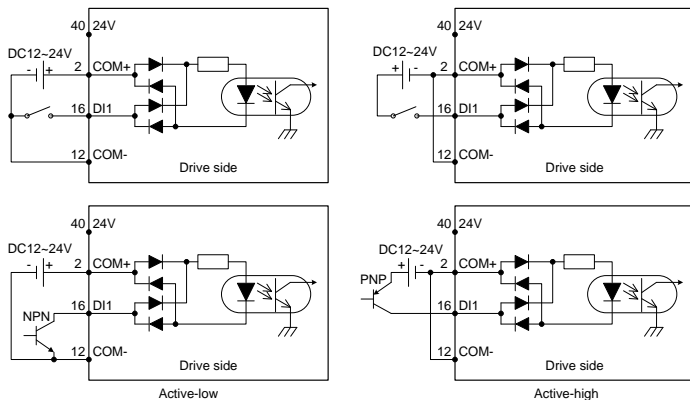 40 24V
DC12~24V
- +
2 COM+
16 DI1
12 COM-
Drive side
40 24V
DC12~24V
+ -
2 COM+
16 DI1
12 COM-
Drive side
40 24V
DC12~24V
- +
2 COM+
16 DI1
NPN
12 COM-
Drive side
Active-low
40 24V
DC12~24V
+ -
2 COM+
PNP
16 DI1
12 COM-
Drive side
Active-high